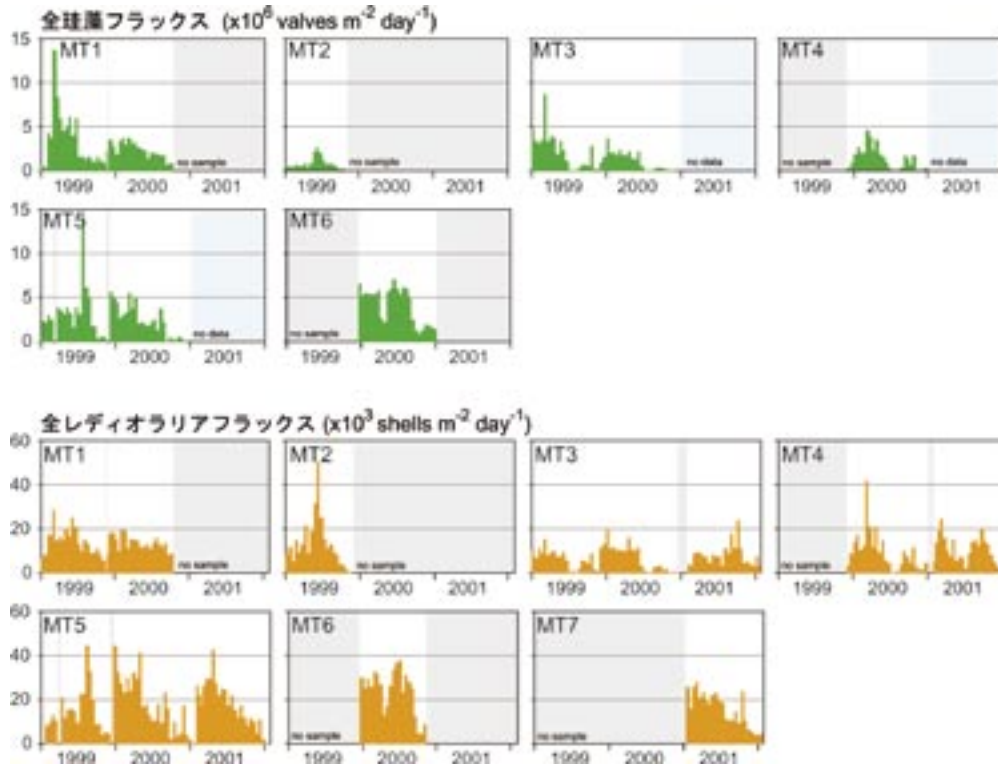 全珪藻フラックス (x10⁶ valves m⁻² day⁻¹)
15 MT1 MT2 MT3 MT4
10
5
0 no sample no sample no data no sample no data
1999 2000 2001 1999 2000 2001 1999 2000 2001 1999 2000 2001
15 MT5 MT6
10
5
0 no data no sample
1999 2000 2001 1999 2000 2001
全レディオラリアフラックス (x10³ shells m⁻² day⁻¹)
60 MT1 MT2 MT3 MT4
40
20
0 no sample no sample no sample
1999 2000 2001 1999 2000 2001 1999 2000 2001 1999 2000 2001
60 MT5 MT6 MT7
40
20
0 no sample no sample
1999 2000 2001 1999 2000 2001 1999 2000 2001